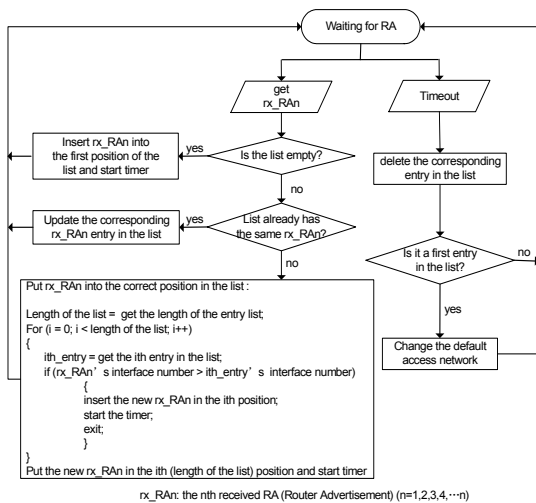 Waiting for RA
get
rx_RAn
Timeout
Insert rx_RAn into
the first position of
the list and start timer
yes
Is the list empty?
no
delete the corresponding
entry in the list
Update the corresponding
rx_RAn entry in the list
yes
List already has
the same rx_RAn?
no
Is it a first entry
in the list?
no
yes
Change the default
access network
Put rx_RAn into the correct position in the list :
Length of the list = get the length of the entry list;
For (i = 0; i < length of the list; i++)
{
ith_entry = get the ith entry in the list;
if (rx_RAn’ s interface number > ith_entry’ s interface number)
{
insert the new rx_RAn in the ith position;
start the timer;
exit;
}
}
Put the new rx_RAn in the ith (length of the list) position and start timer
rx_RAn: the nth received RA (Router Advertisement) (n=1,2,3,4,⋯n)